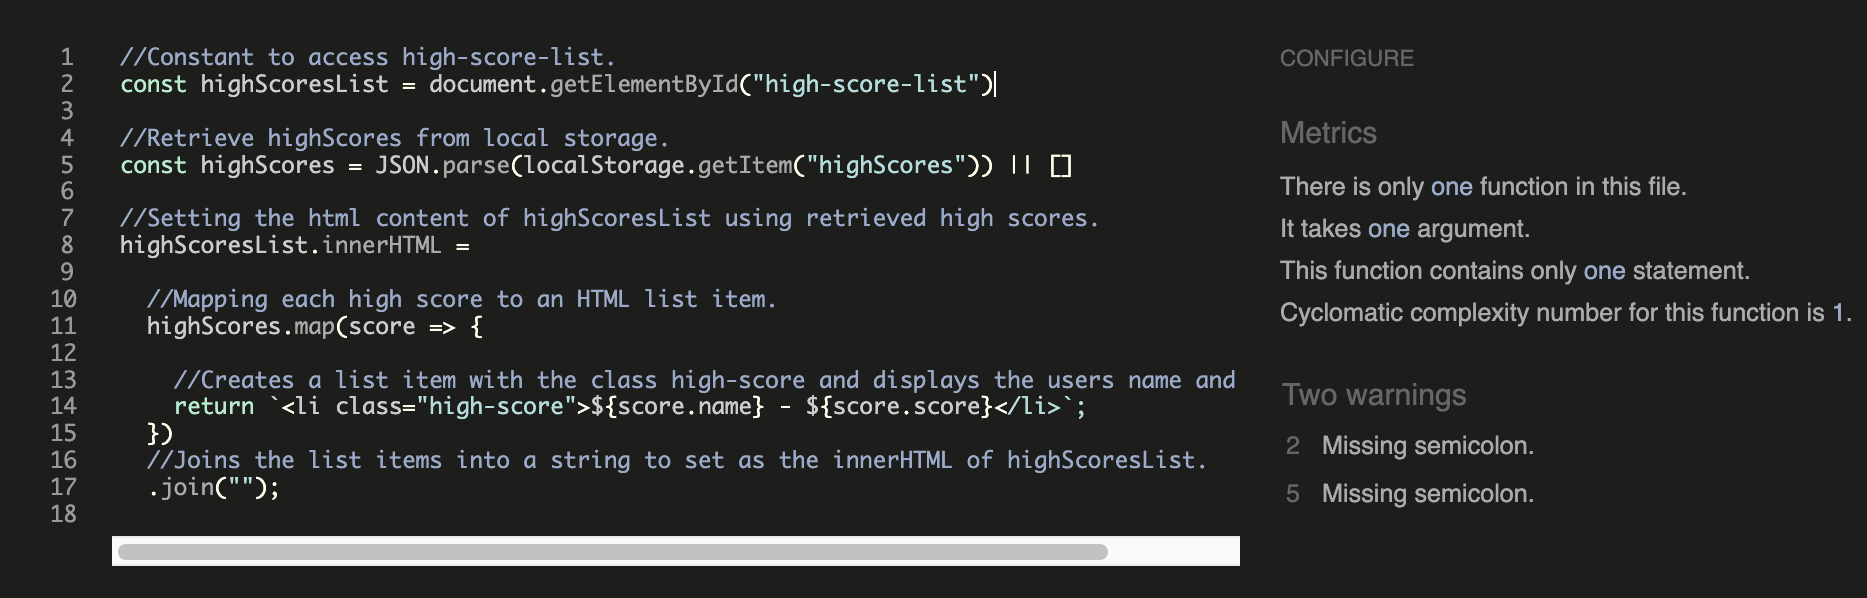 1 //Constant to access high-score-list.
2 const highScoresList = document.getElementById("high-score-list")
3
4 //Retrieve highScores from local storage.
5 const highScores = JSON.parse(localStorage.getItem("highScores")) || []
6
7 //Setting the html content of highScoresList using retrieved high scores.
8 highScoresList.innerHTML =
9
10 //Mapping each high score to an HTML list item.
11 highScores.map(score => {
12
13 //Creates a list item with the class high-score and displays the users name and
14 return `<li class="high-score">${score.name} - ${score.score}</li>`;
15 })
16 //Joins the list items into a string to set as the innerHTML of highScoresList.
17 .join("");
18
CONFIGURE
Metrics
There is only one function in this file.
It takes one argument.
This function contains only one statement.
Cyclomatic complexity number for this function is 1.
Two warnings
2 Missing semicolon.
5 Missing semicolon.